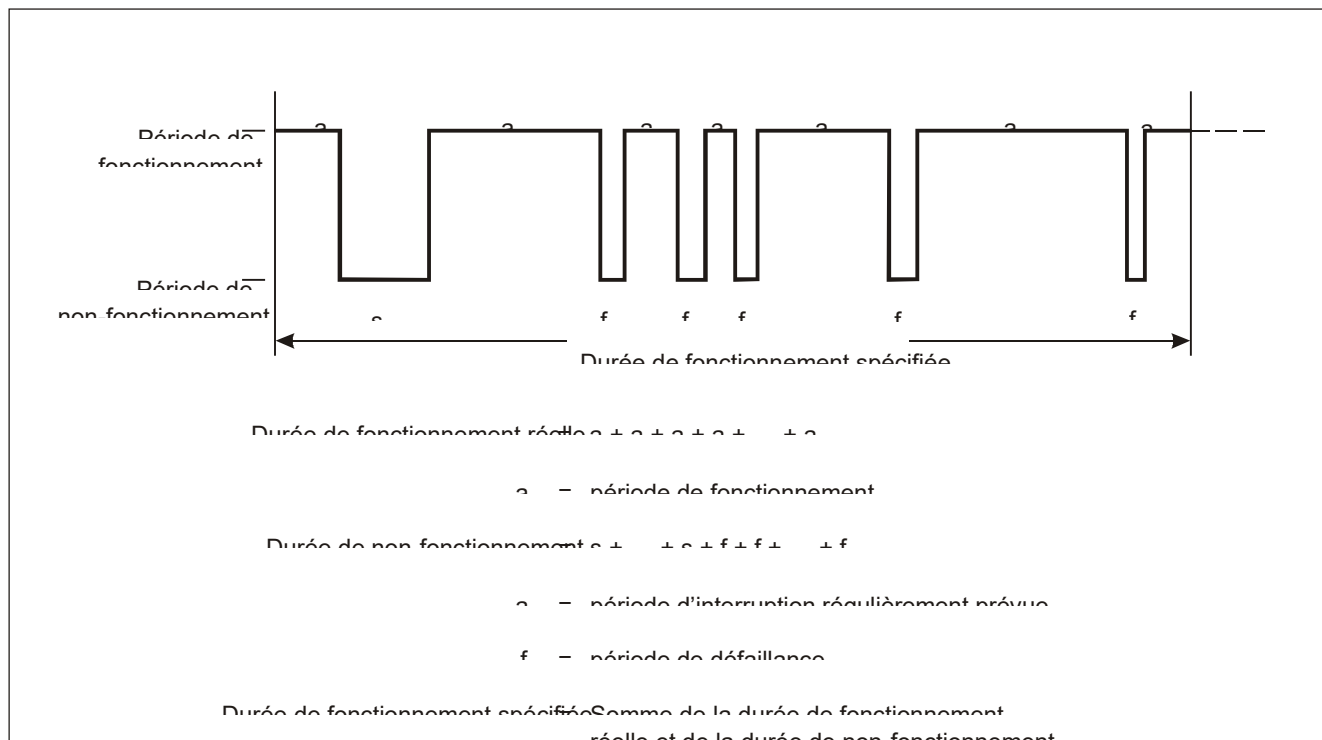 a a a a a a a
Période de
fonctionnement
Période de
non-fonctionnement
s f f f f f
Durée de fonctionnement spécifiée
Durée de fonctionnement réelle = a + a + a + a + ... + a
a = période de fonctionnement
Durée de non-fonctionnement = s + ... + s + f + f + ... + f
a = période d’interruption régulièrement prévue
f = période de défaillance
Durée de fonctionnement spécifiée = Somme de la durée de fonctionnement
réelle et de la durée de non-fonctionnement